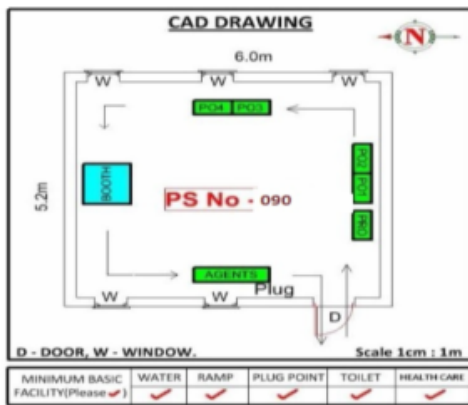 CAD DRAWING
N
6.0m
W W W
PO4 PO3
5.2m
BOOTH
PO2
PO1
PRO
PS No - 090
AGENTS
Plug
W W
D
D - DOOR, W - WINDOW.
Scale 1cm : 1m
MINIMUM BASIC FACILITY(Please ✓)
WATER
RAMP
PLUG POINT
TOILET
HEALTH CARE
✓ ✓ ✓ ✓ ✓